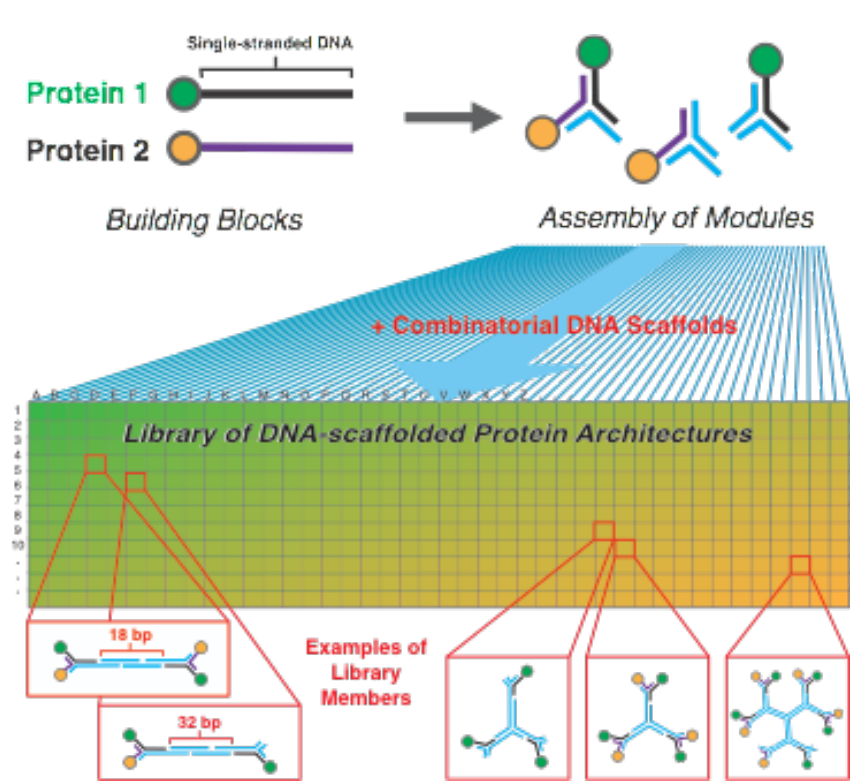 Single-stranded DNA
Protein 1
Protein 2
Building Blocks
Assembly of Modules
+ Combinatorial DNA Scaffolds
A B C D E F G H I J K L M N O P Q R S T U V W X Y Z
Library of DNA-scaffolded Protein Architectures
1
2
3
4
5
6
7
8
9
10
.
.
.
18 bp
32 bp
Examples of
Library
Members